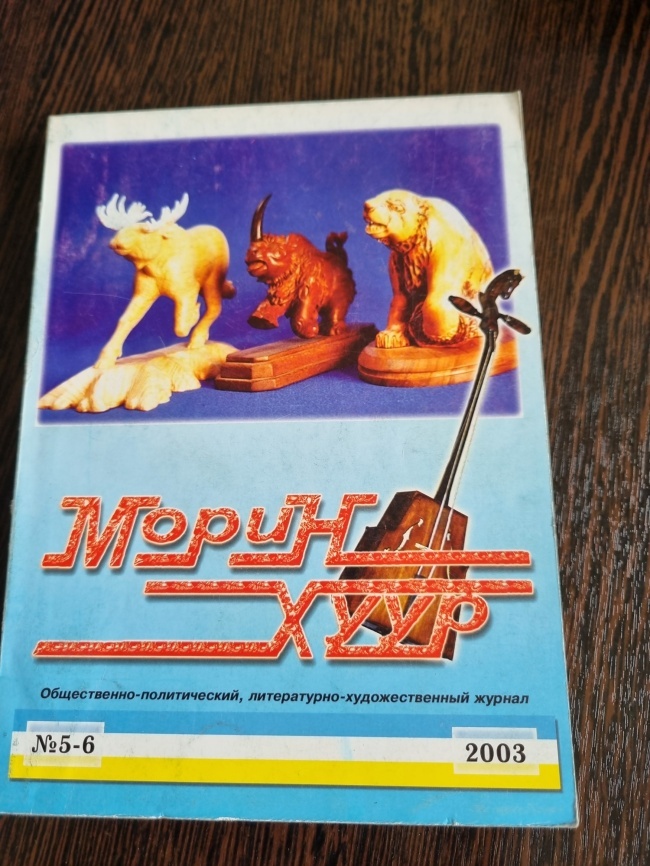 Морин
хуур
Общественно-политический, литературно-художественный журнал
№5-6
2003